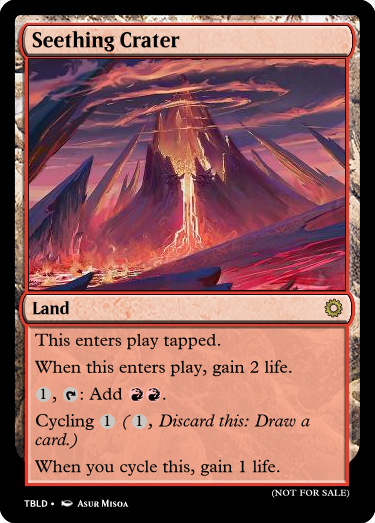 Seething Crater
Land
This enters play tapped.
When this enters play, gain 2 life.
1, : Add .
Cycling 1 ( 1, Discard this: Draw a
card.)
When you cycle this, gain 1 life.
(NOT FOR SALE)
TBLD • Asur Misoa